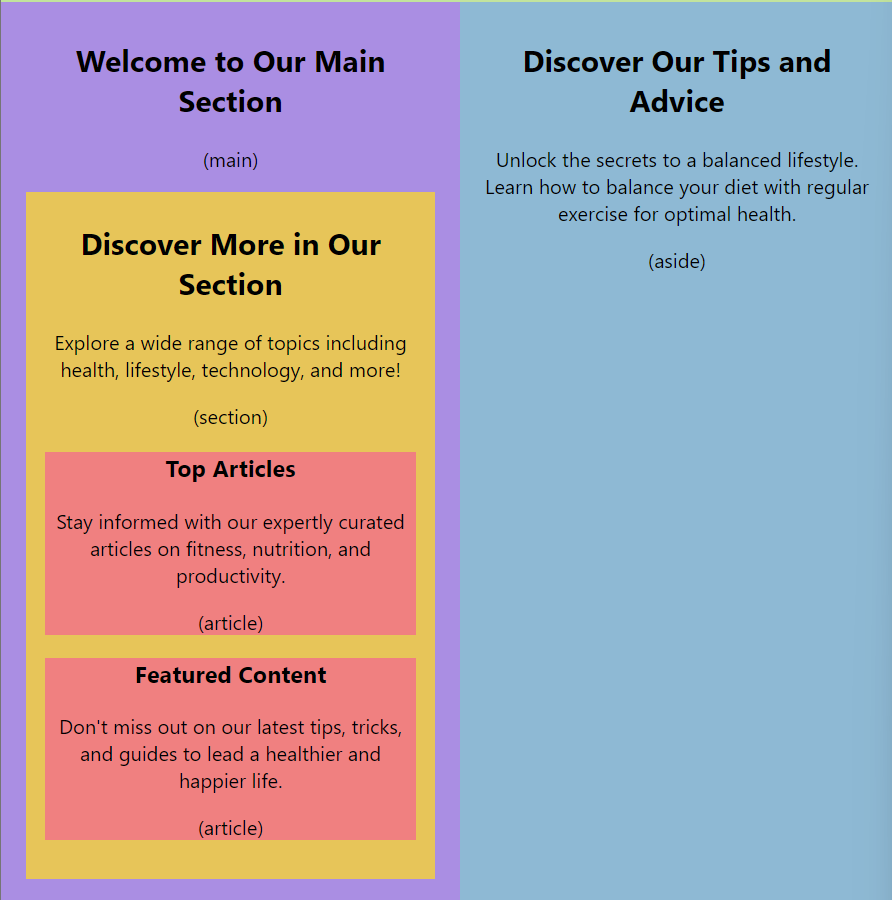 Welcome to Our Main
Section
(main)
Discover More in Our
Section
Explore a wide range of topics including
health, lifestyle, technology, and more!
(section)
Top Articles
Stay informed with our expertly curated
articles on fitness, nutrition, and
productivity.
(article)
Featured Content
Don't miss out on our latest tips, tricks,
and guides to lead a healthier and
happier life.
(article)
Discover Our Tips and
Advice
Unlock the secrets to a balanced lifestyle.
Learn how to balance your diet with regular
exercise for optimal health.
(aside)